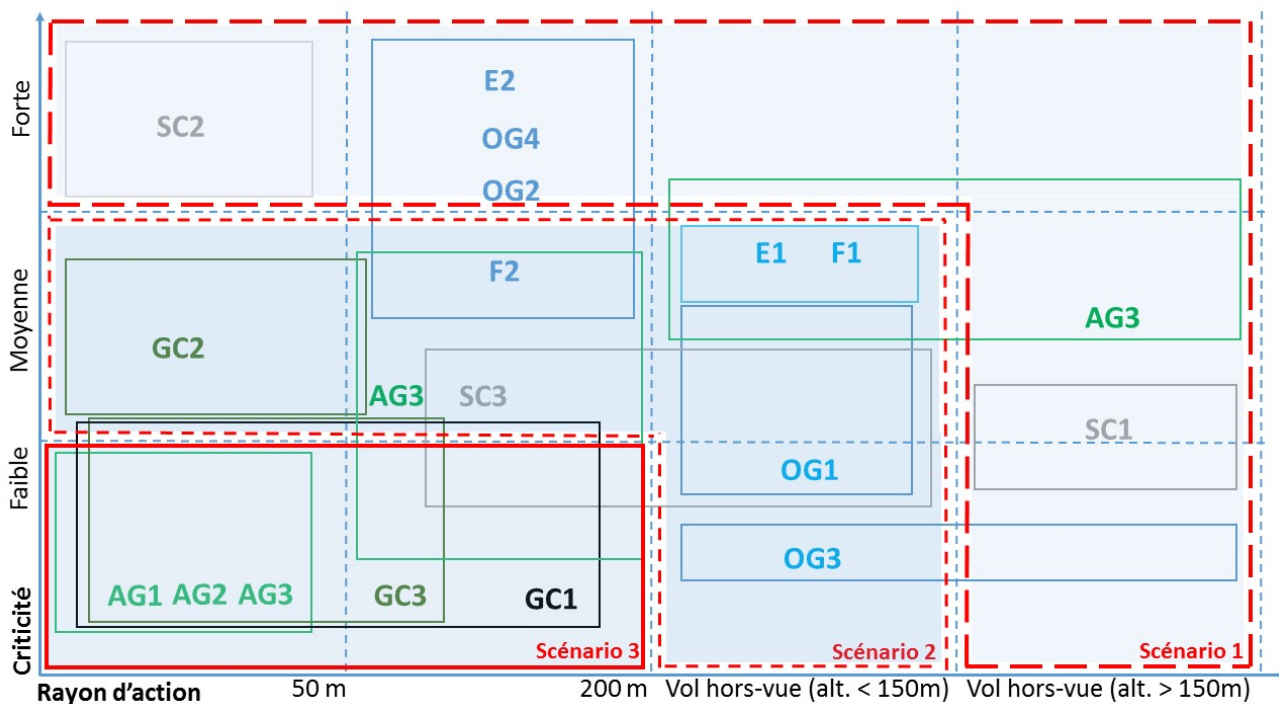 Forte
Moyenne
Faible
Criticité
SC2
E2
OG4
OG2
E1 F1
F2
GC2
AG3
AG3 SC3
SC1
OG1
OG3
AG1 AG2 AG3
GC3
GC1
Scénario 3
Scénario 2
Scénario 1
Rayon d'action
50 m
200 m
Vol hors-vue (alt. < 150m)
Vol hors-vue (alt. > 150m)